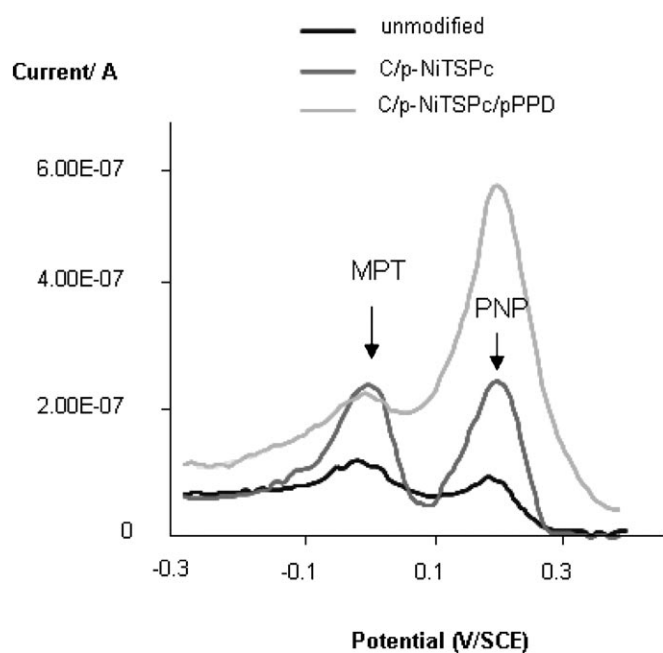 unmodified
Current/ A
C/p-NiTSPc
C/p-NiTSPc/pPPD
6.00E-07
MPT
4.00E-07
PNP
2.00E-07
0
-0.3 -0.1 0.1 0.3
Potential (V/SCE)